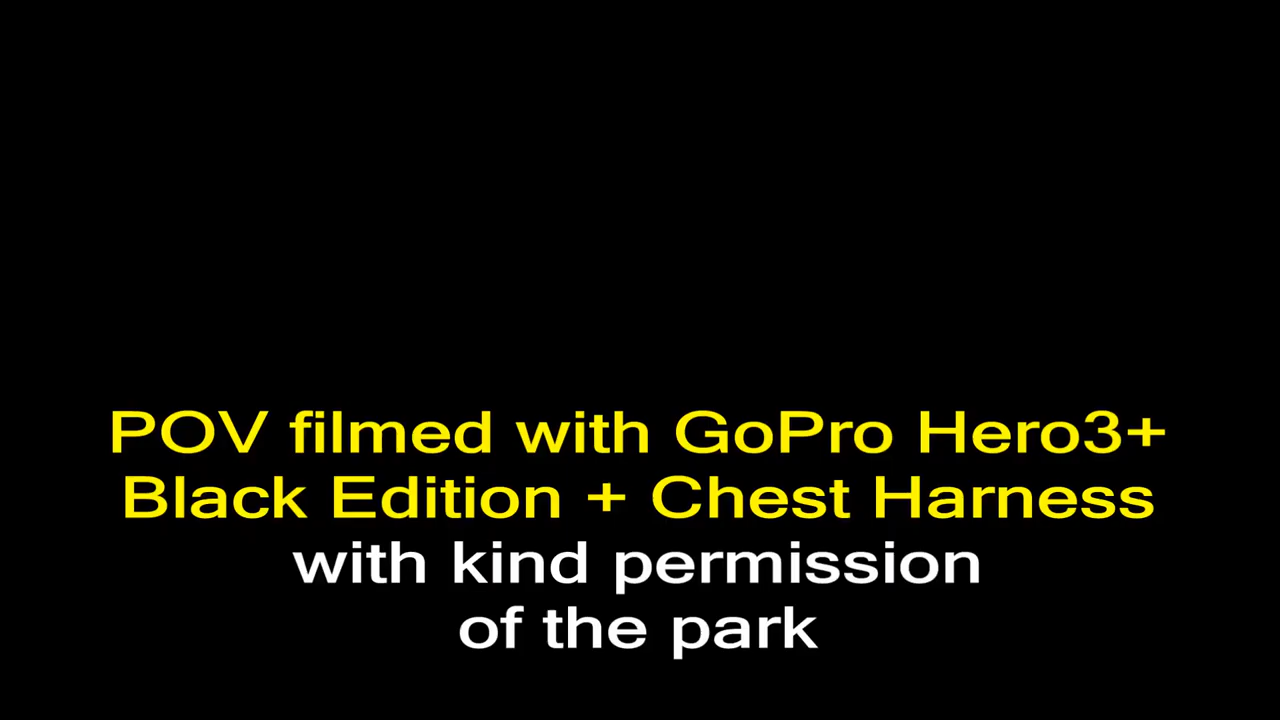 POV filmed with GoPro Hero3+
Black Edition + Chest Harness
with kind permission
of the park